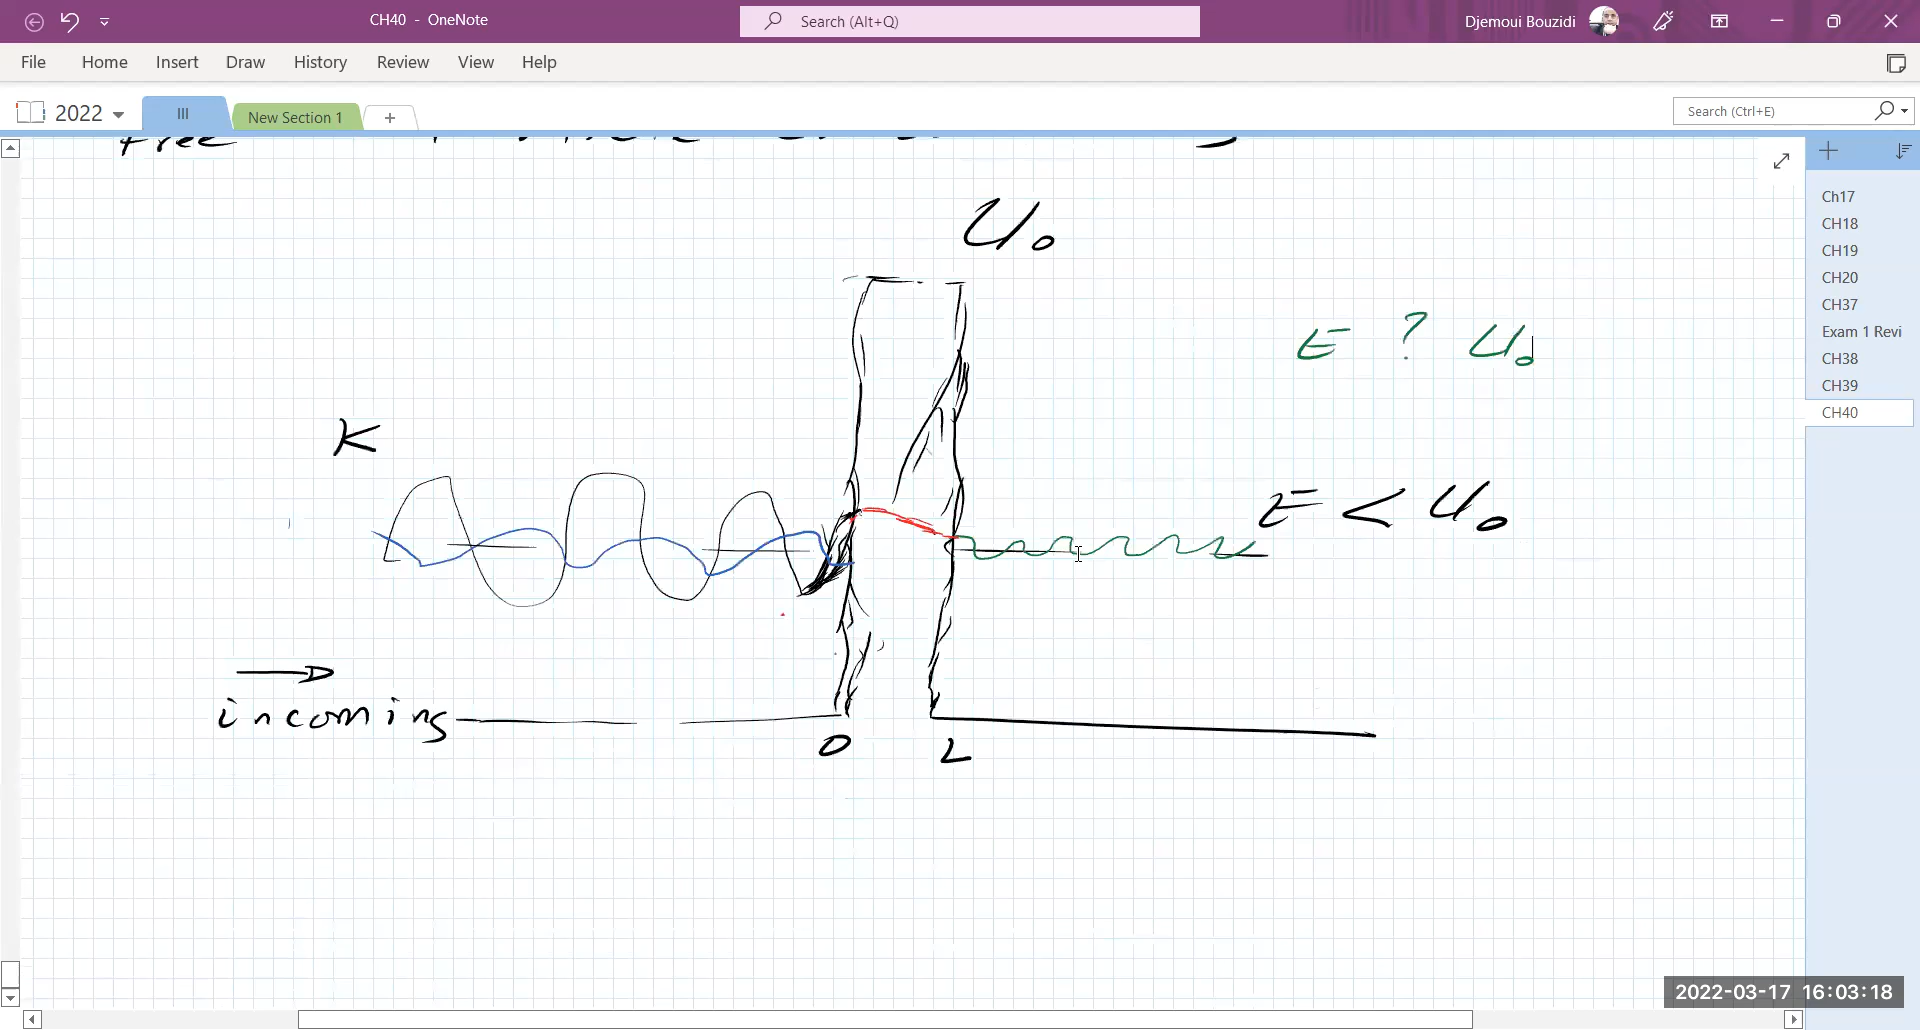 CH40 - OneNote
Search (Alt+Q)
Djemoui Bouzidi
File Home Insert Draw History Review View Help
2022
III
New Section 1
+
Search (Ctrl+E)
Free
Ch17
CH18
CH19
CH20
CH37
Exam 1 Revi
CH38
CH39
CH40
U₀
E ? U₀
K
E < U₀
incoming
0 L
2022-03-17 16:03:18